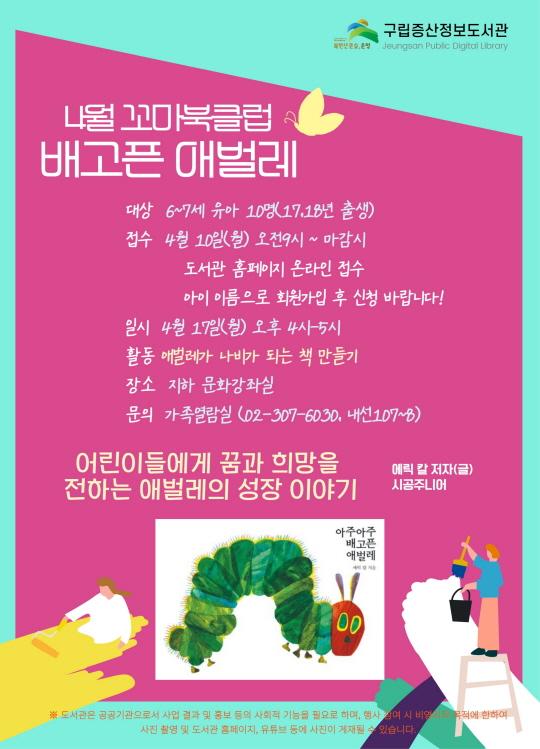 구립증산정보도서관
북한산 큰 숲, 은평
Jeungsan Public Digital Library
4월 꼬마북클럽
배고픈 애벌레
대상 6~7세 유아 10명(17,18년 출생)
접수 4월 10일(월) 오전9시 ~ 마감시
도서관 홈페이지 온라인 접수
아이 이름으로 회원가입 후 신청 바랍니다!
일시 4월 17일(월) 오후 4시-5시
활동 애벌레가 나비가 되는 책 만들기
장소 지하 문화강좌실
문의 가족열람실 (02-307-6030, 내선107~8)
어린이들에게 꿈과 희망을
전하는 애벌레의 성장 이야기
에릭 칼 저자(글)
시공주니어
아주아주
배고픈
애벌레
에릭 칼 지음
※ 도서관은 공공기관으로서 사업 결과 및 홍보 등의 사회적 기능을 필요로 하며, 행사 참여 시 비영리 목적에 한하여
사진 촬영 및 도서관 홈페이지, 유튜브 등에 사진이 게재될 수 있습니다.